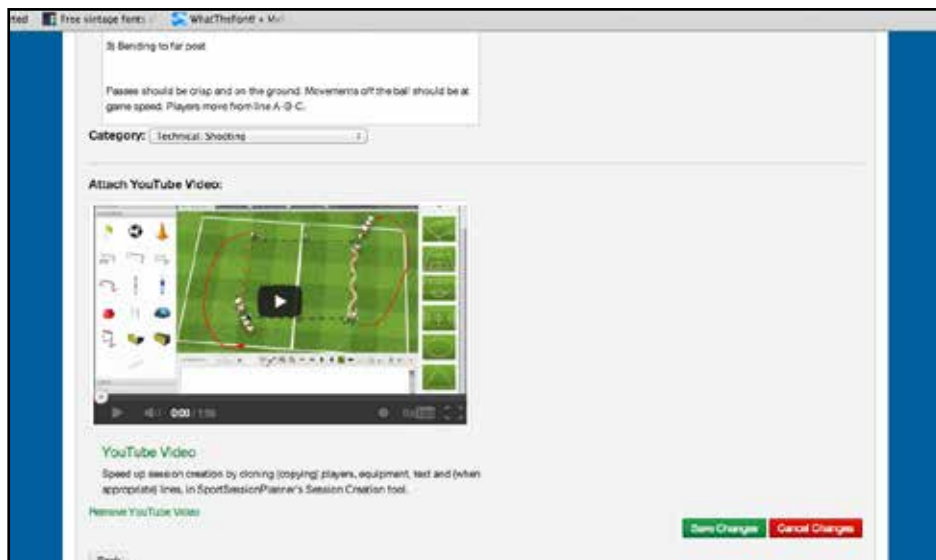 Free vintage fonts
WhatTheFont! «
3) Bending to far post
Passes should be crisp and on the ground. Movements off the ball should be at
game speed. Players move from line A-B-C.
Category: Technical: Shooting
Attach YouTube Video:
0:00
YouTube Video
Speed up session creation by cloning (copying) players, equipment, text and (when
appropriate) lines, in SportSessionPlanner's Session Creation tool.
Remove YouTube Video
Save Changes Cancel Changes